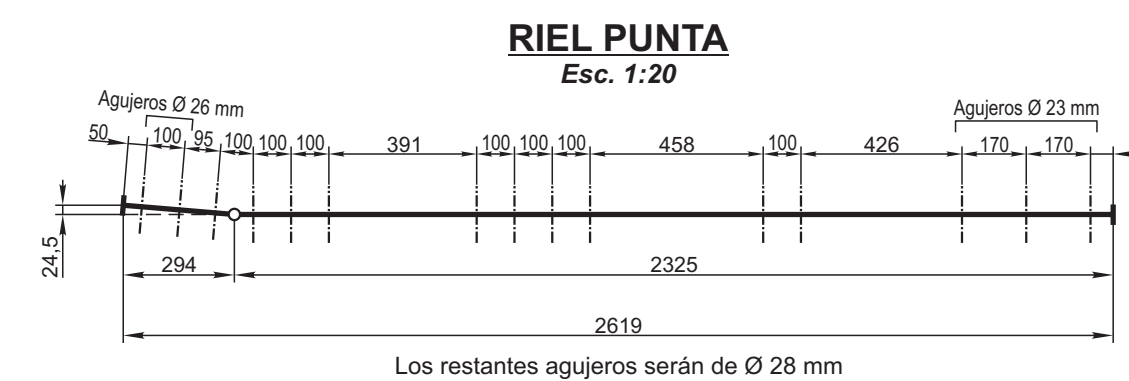 RIEL PUNTA
Esc. 1:20
Agujeros Ø 26 mm
Agujeros Ø 23 mm
50 100 95 100 100 100 391 100 100 100 458 100 426 170 170
24,5
294 2325
2619
Los restantes agujeros serán de Ø 28 mm